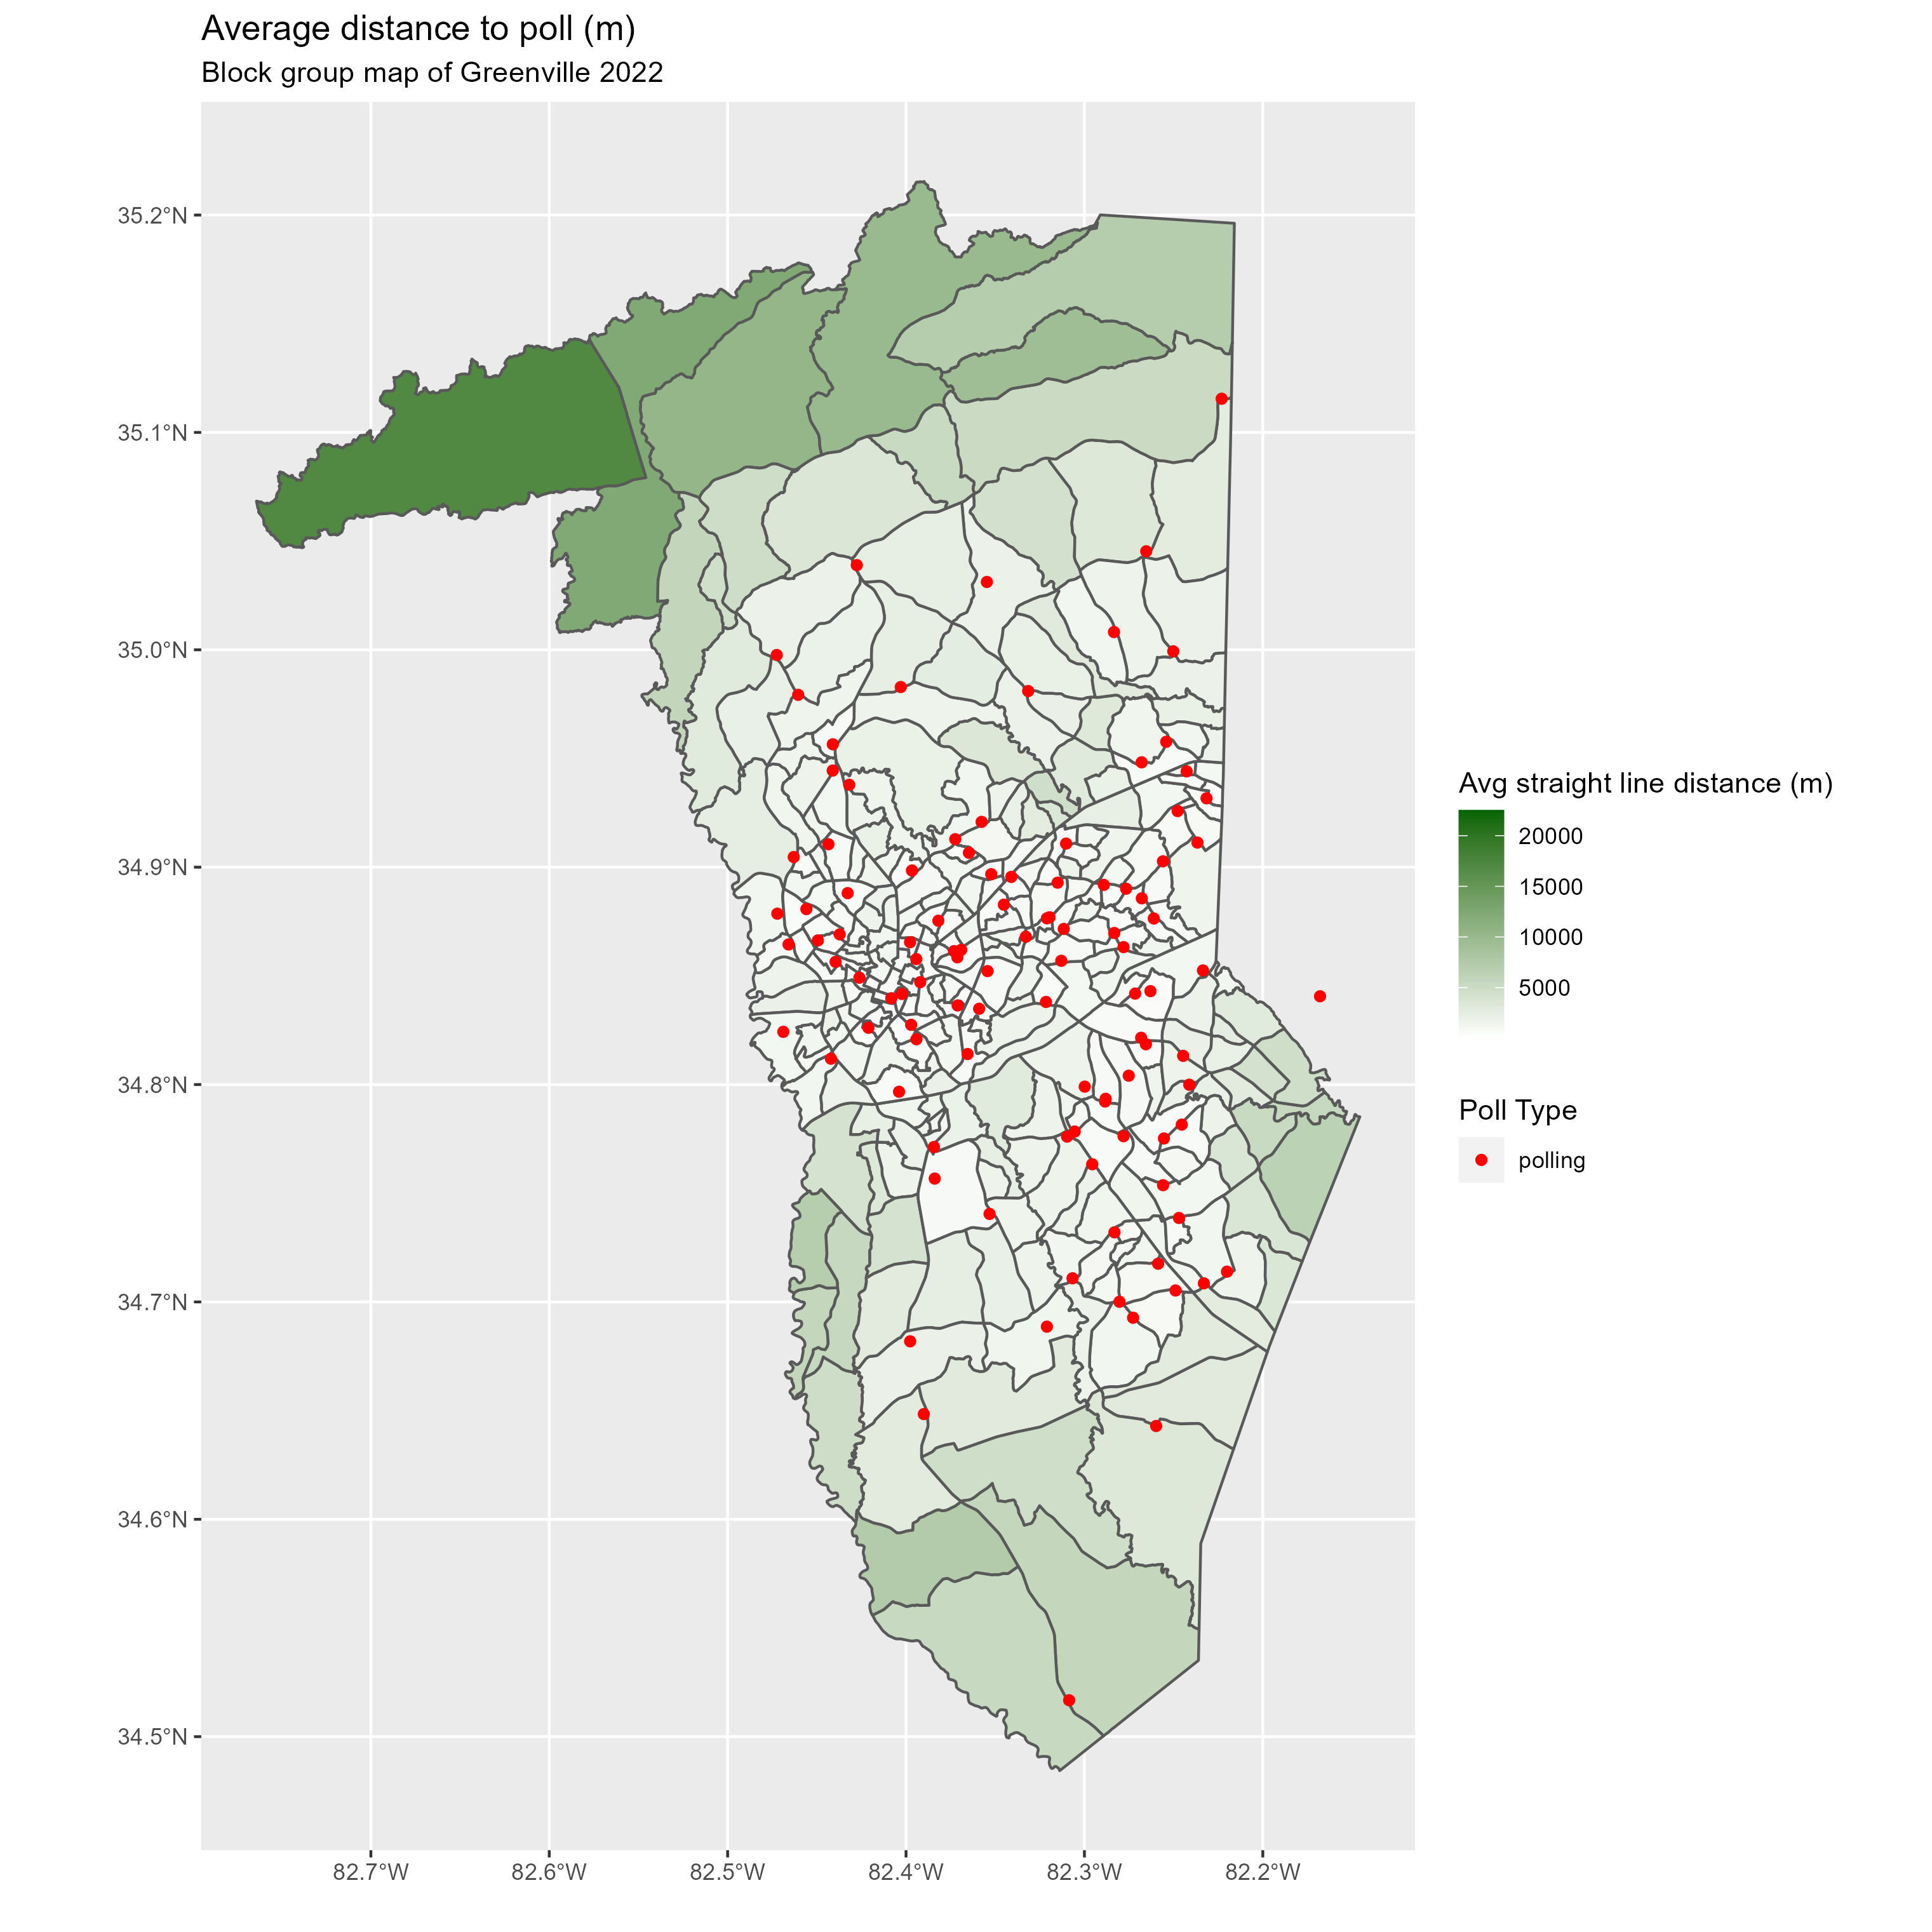 Average distance to poll (m)
Block group map of Greenville 2022
35.2°N
35.1°N
35.0°N
34.9°N
34.8°N
34.7°N
34.6°N
34.5°N
82.7°W
82.6°W
82.5°W
82.4°W
82.3°W
82.2°W
Avg straight line distance (m)
20000
15000
10000
5000
Poll Type
polling